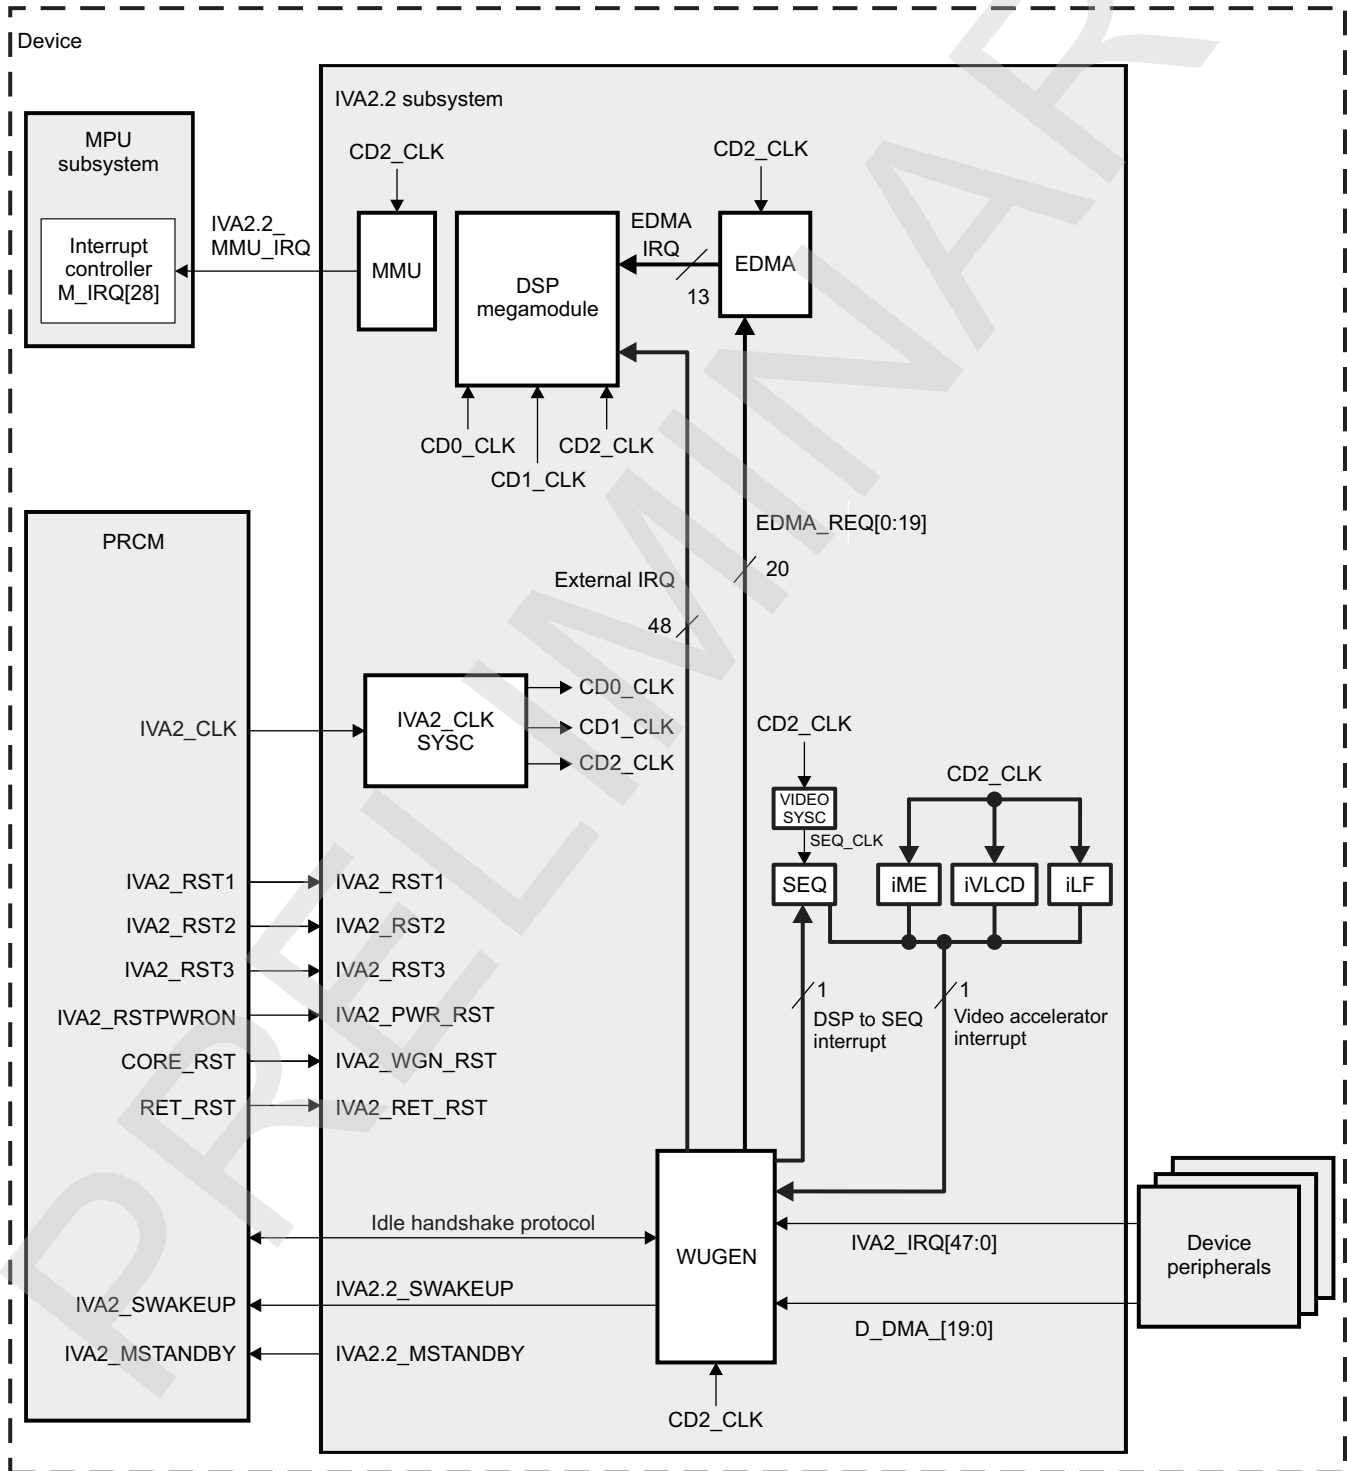 Device
IVA2.2 subsystem
MPU
subsystem
Interrupt
controller
M_IRQ[28]
IVA2.2_
MMU_IRQ
CD2_CLK
MMU
DSP
megamodule
EDMA
IRQ
13
CD2_CLK
EDMA
CD0_CLK
CD2_CLK
CD1_CLK
EDMA_REQ[0:19]
20
External IRQ
48
PRCM
IVA2_CLK
IVA2_CLK
SYSC
CD0_CLK
CD1_CLK
CD2_CLK
CD2_CLK
VIDEO
SYSC
SEQ_CLK
SEQ
CD2_CLK
iME
iVLCD
iLF
1
DSP to SEQ
interrupt
1
Video accelerator
interrupt
IVA2_RST1
IVA2_RST1
IVA2_RST2
IVA2_RST2
IVA2_RST3
IVA2_RST3
IVA2_RSTPWRON
IVA2_PWR_RST
CORE_RST
IVA2_WGN_RST
RET_RST
IVA2_RET_RST
Idle handshake protocol
WUGEN
IVA2_IRQ[47:0]
D_DMA_[19:0]
Device
peripherals
IVA2_SWAKEUP
IVA2.2_SWAKEUP
IVA2_MSTANDBY
IVA2.2_MSTANDBY
CD2_CLK
PRELIMINAR